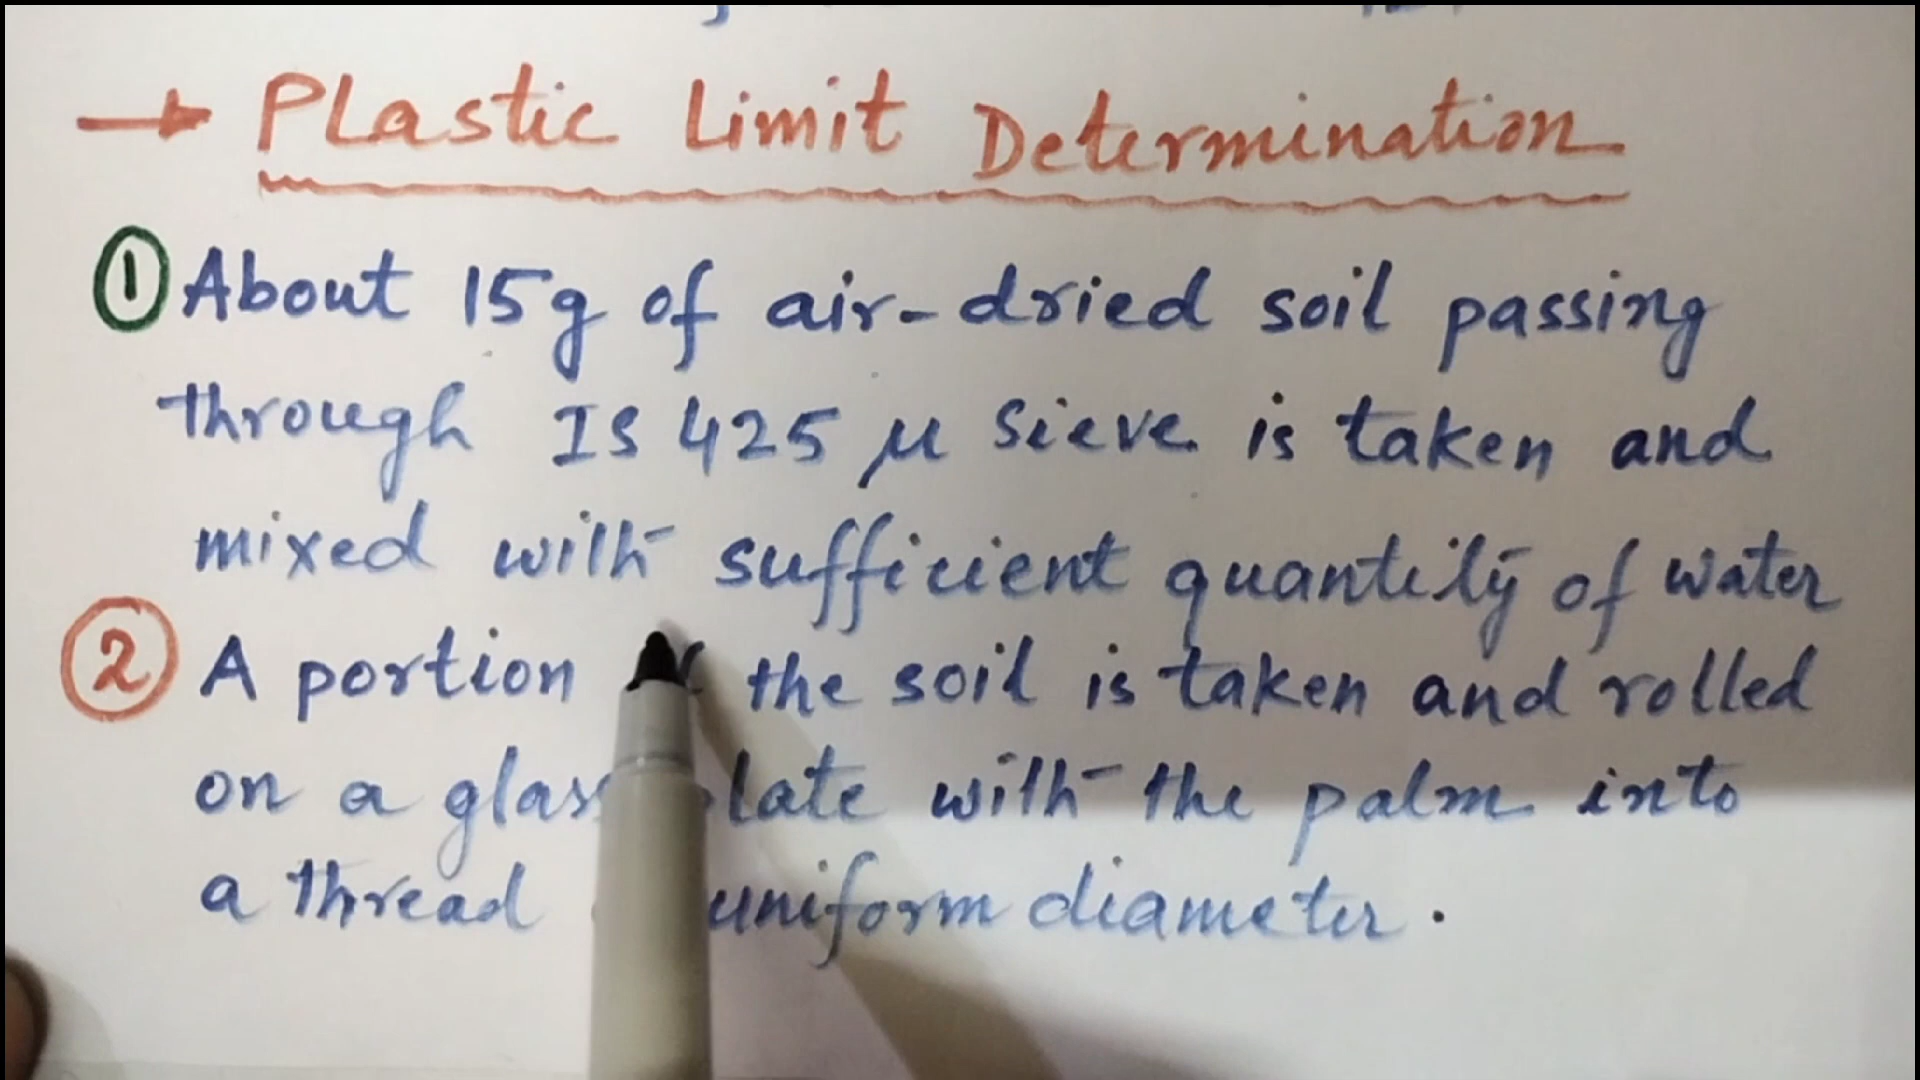 → Plastic Limit Determination
① About 15g of air-dried soil passing
through Is 425 μ sieve is taken and
mixed with sufficient quantity of water
② A portion the soil is taken and rolled
on a glass with the palm into
a thread uniform diameter.